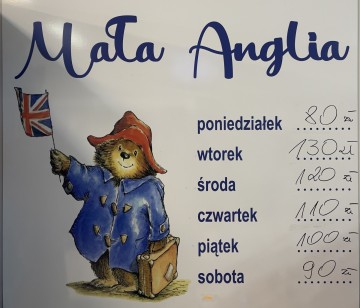 Mała Anglia
poniedziałek 80 zł
wtorek 130 zł
środa 120 zł
czwartek 110 zł
piątek 100 zł
sobota 90 zł